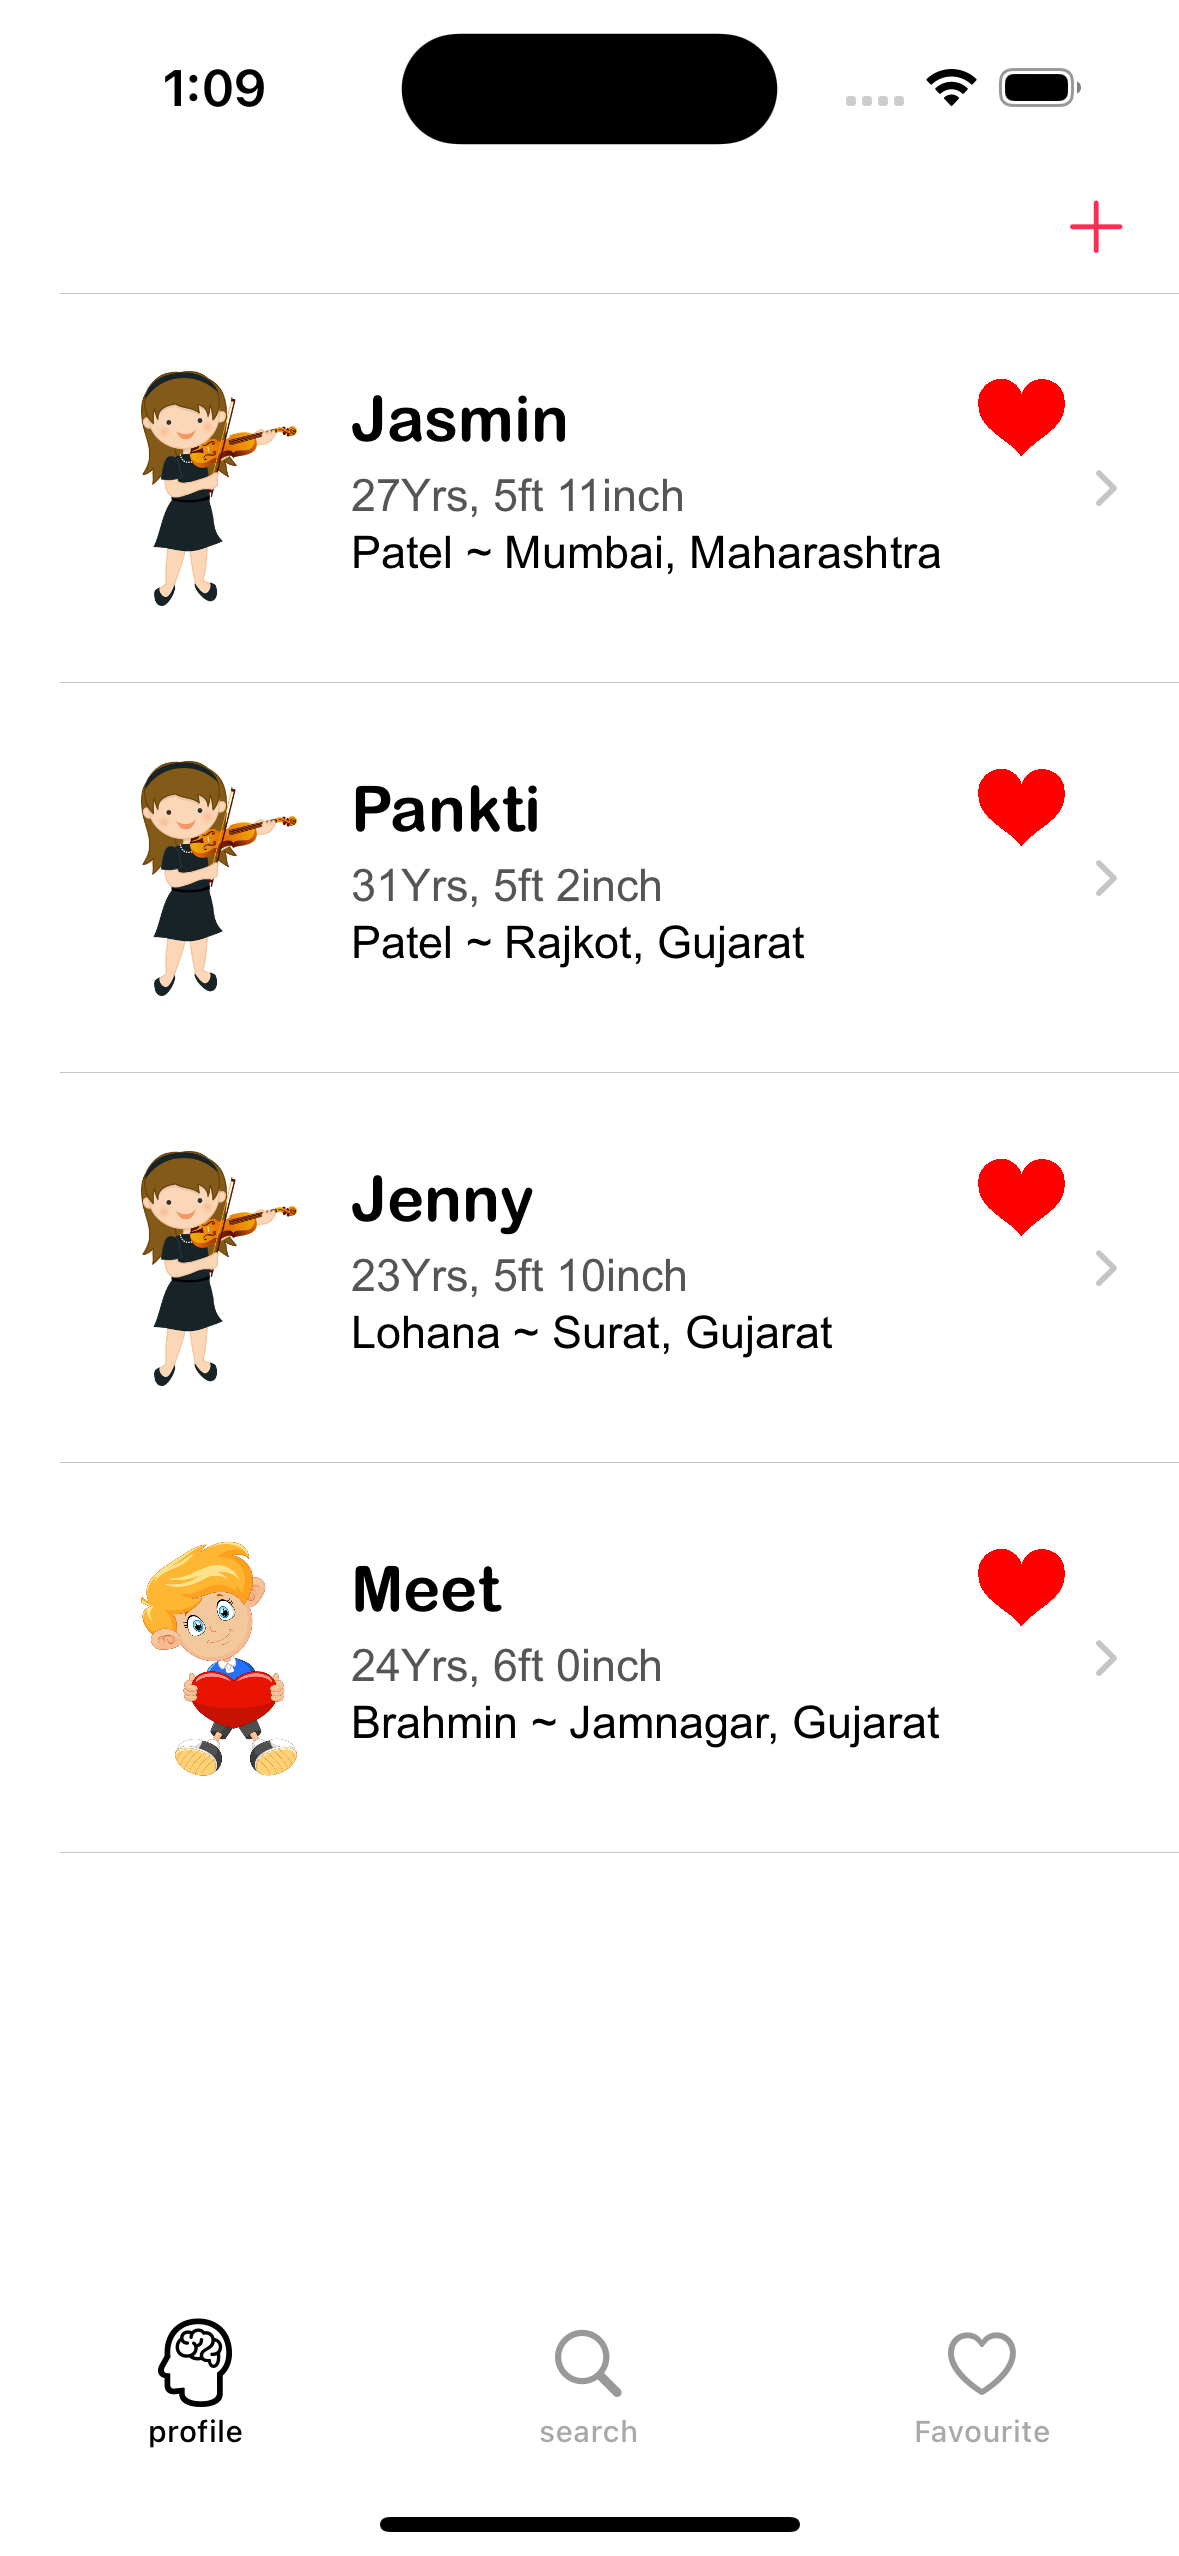 1:09
Jasmin
27Yrs, 5ft 11inch
Patel ~ Mumbai, Maharashtra
Pankti
31Yrs, 5ft 2inch
Patel ~ Rajkot, Gujarat
Jenny
23Yrs, 5ft 10inch
Lohana ~ Surat, Gujarat
Meet
24Yrs, 6ft 0inch
Brahmin ~ Jamnagar, Gujarat
profile
search
Favourite